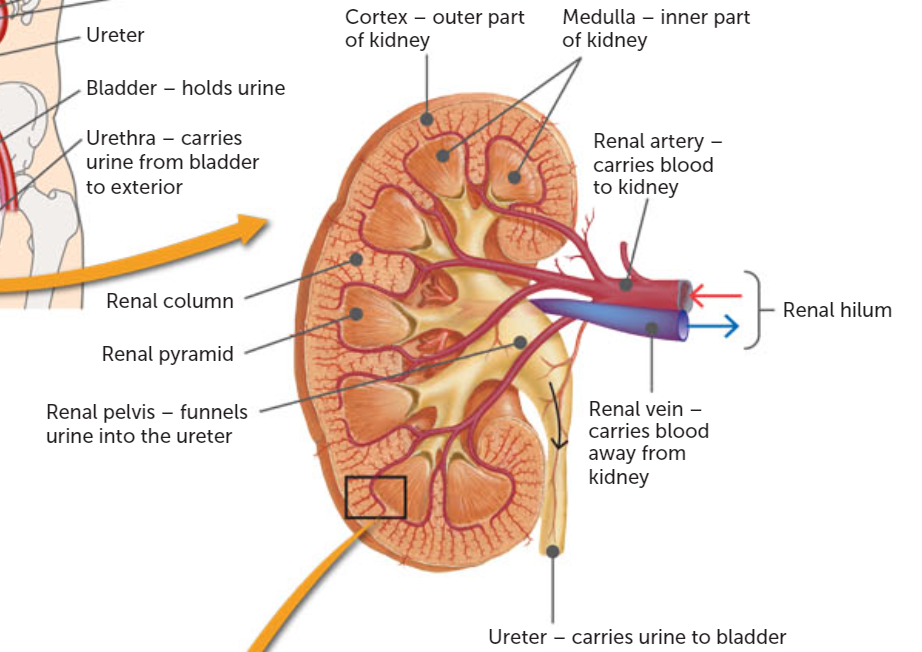 Cortex – outer part
of kidney
Medulla – inner part
of kidney
Ureter
Bladder – holds urine
Urethra – carries
urine from bladder
to exterior
Renal artery –
carries blood
to kidney
Renal column
Renal hilum
Renal pyramid
Renal pelvis – funnels
urine into the ureter
Renal vein –
carries blood
away from
kidney
Ureter – carries urine to bladder